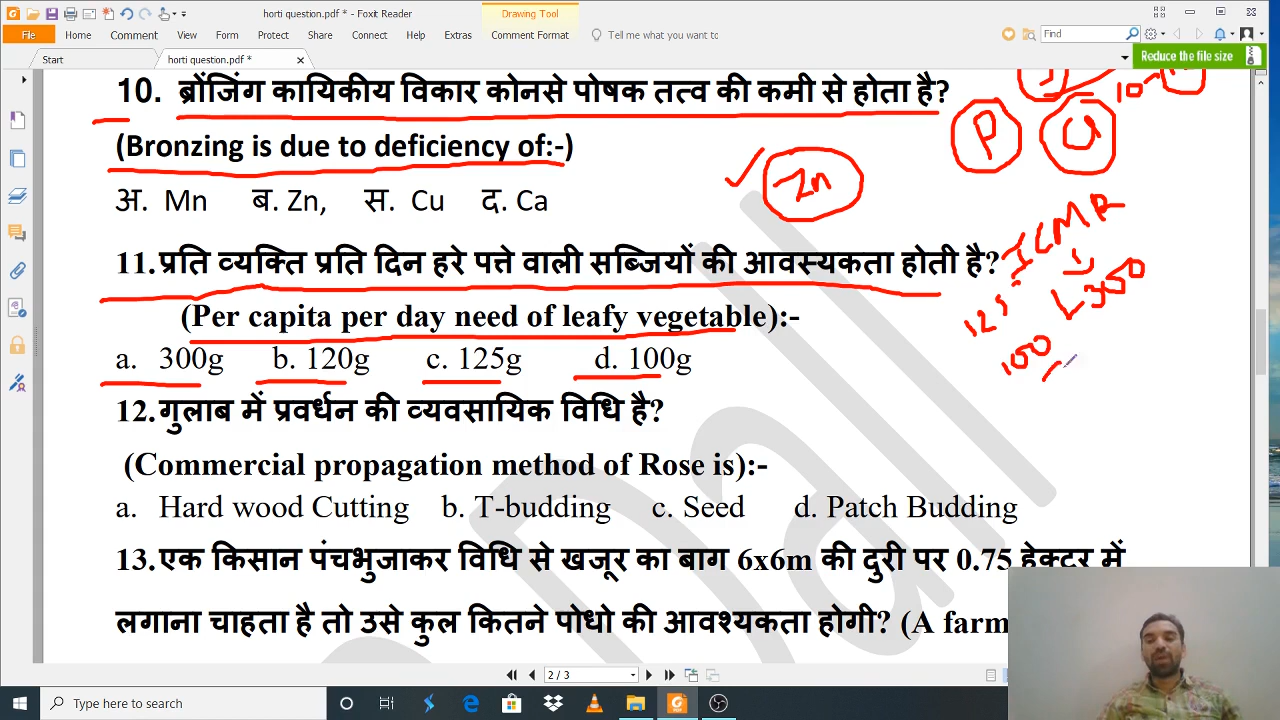 horti question.pdf * - Foxit Reader
Drawing Tool
File Home Comment View Form Protect Share Connect Help Extras Comment Format Tell me what you want to Find
Reduce the file size
Start horti question.pdf *
10. ब्रोंजिंग कायिकीय विकार कोनसे पोषक तत्व की कमी से होता है?
(Bronzing is due to deficiency of:-)
अ. Mn ब. Zn, स. Cu द. Ca
P
Zn
11.प्रति व्यक्ति प्रति दिन हरे पत्ते वाली सब्जियों की आवस्यकता होती है?
(Per capita per day need of leafy vegetable):-
a. 300g b. 120g c. 125g d. 100g
ICMR
350
125
100
12.गुलाब में प्रवर्धन की व्यवसायिक विधि है?
(Commercial propagation method of Rose is):-
a. Hard wood Cutting b. T-budding c. Seed d. Patch Budding
13.एक किसान पंचभुजाकर विधि से खजूर का बाग 6x6m की दुरी पर 0.75 हेक्टर में
लगाना चाहता है तो उसे कुल कितने पोधो की आवश्यकता होगी? (A farm
2 / 3
Type here to search